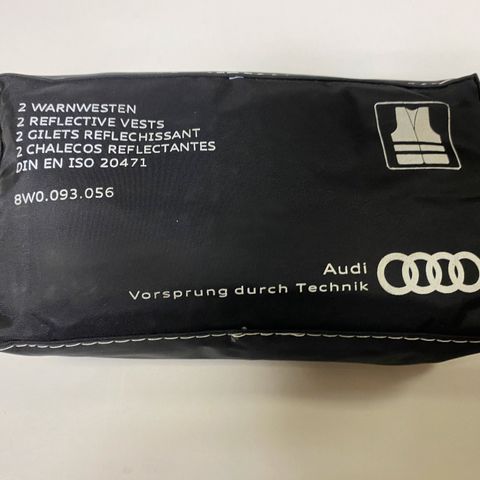 2 WARNWESTEN
2 REFLECTIVE VESTS
2 GILETS REFLECHISSANT
2 CHALECOS REFLECTANTES
DIN EN ISO 20471
8W0.093.056
Audi
Vorsprung durch Technik